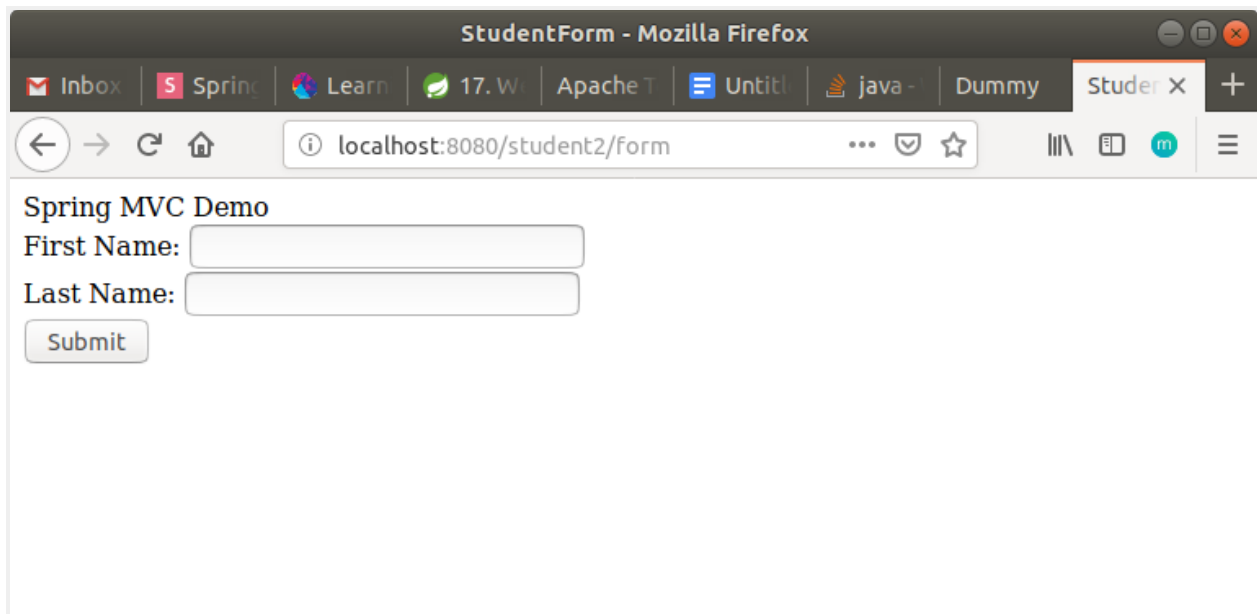 StudentForm - Mozilla Firefox
Inbox S Spring Learn 17. W Apache T Untitl java - Dummy Studer
localhost:8080/student2/form m
Spring MVC Demo
First Name:
Last Name:
Submit